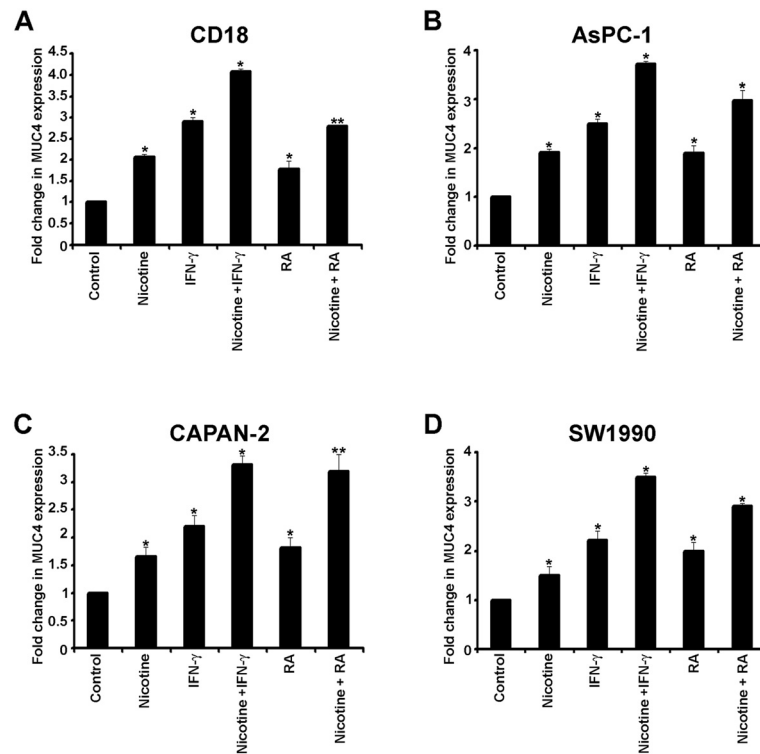 A
CD18
Fold change in MUC4 expression
4.5
4.0
3.5
3
2.5
2
1.5
1
0.5
0
*
*
*
*
**
Control
Nicotine
IFN-γ
Nicotine +IFN-γ
RA
Nicotine + RA
B
AsPC-1
Fold change in MUC4 expression
4
3
2
1
0
*
*
*
*
*
Control
Nicotine
IFN-γ
Nicotine +IFN-γ
RA
Nicotine + RA
C
CAPAN-2
Fold change in MUC4 expression
3.5
3
2.5
2
1.5
1
0.5
0
*
*
*
*
**
Control
Nicotine
IFN-γ
Nicotine +IFN-γ
RA
Nicotine + RA
D
SW1990
Fold change in MUC4 expression
4
3
2
1
0
*
*
*
*
*
Control
Nicotine
IFN-γ
Nicotine +IFN-γ
RA
Nicotine + RA